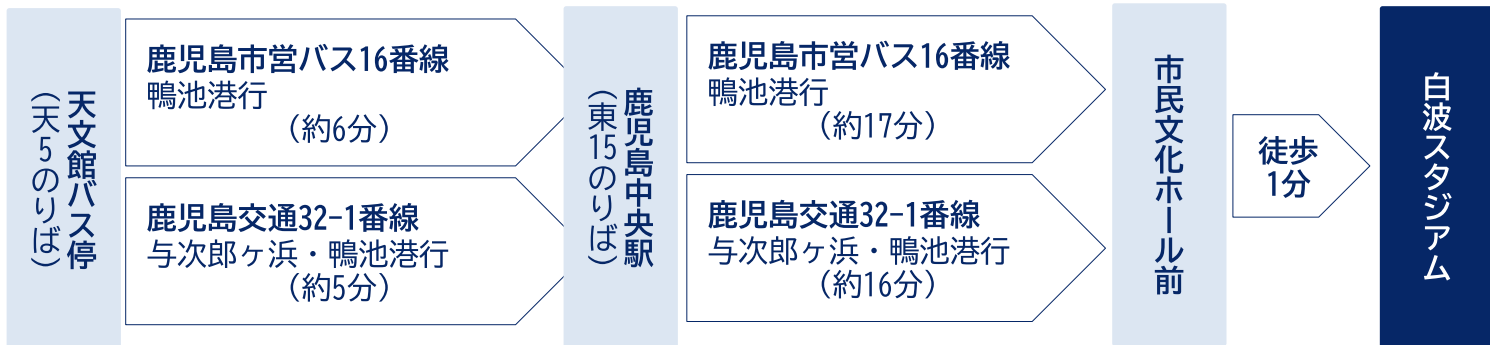 天文館バス停
（天5のりば）
鹿児島市営バス16番線
鴨池港行
（約6分）
鹿児島交通32-1番線
与次郎ヶ浜・鴨池港行
（約5分）
鹿児島中央駅
（東15のりば）
鹿児島市営バス16番線
鴨池港行
（約17分）
鹿児島交通32-1番線
与次郎ヶ浜・鴨池港行
（約16分）
市民文化ホール前
徒歩
1分
白波スタジアム